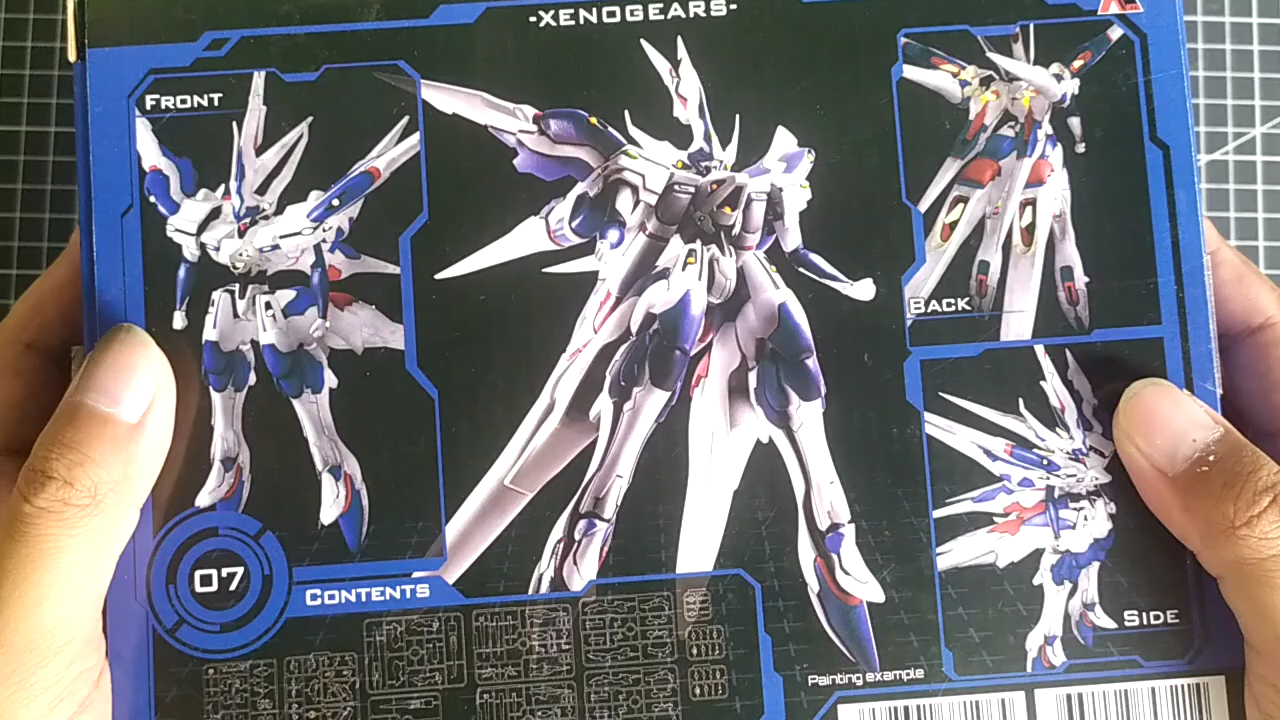 -XENOGEARS-
FRONT
BACK
SIDE
07
CONTENTS
Painting example